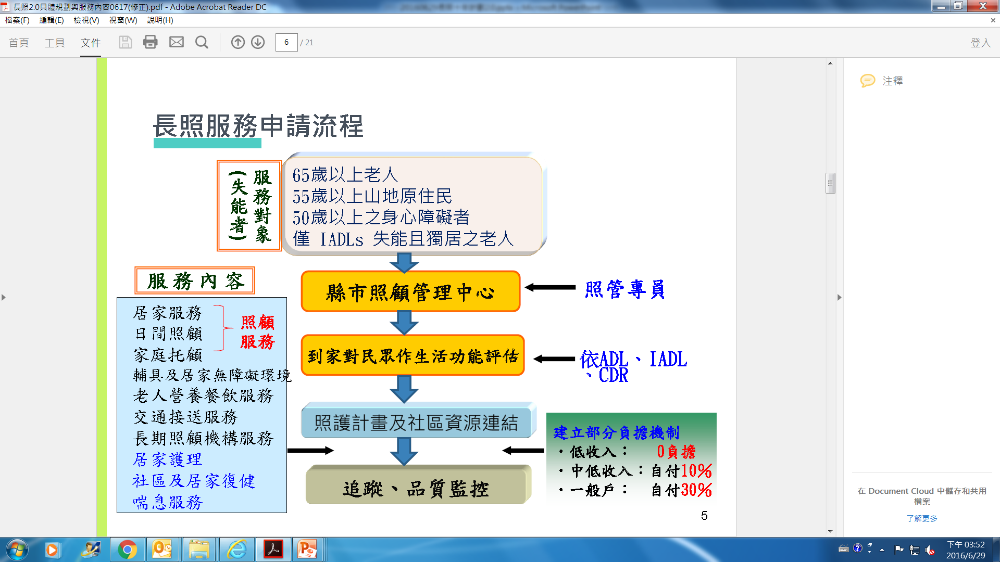 長照2.0具體規劃與服務內容0617(修正).pdf - Adobe Acrobat Reader DC
檔案(F) 編輯(E) 檢視(V) 視窗(W) 說明(H)
首頁 工具 文件 6 / 21 登入
注釋
長照服務申請流程
服務對象
(失能者)
65歲以上老人
55歲以上山地原住民
50歲以上之身心障礙者
僅 IADLs 失能且獨居之老人
縣市照顧管理中心
照管專員
到家對民眾作生活功能評估
依ADL、IADL
、CDR
照護計畫及社區資源連結
追蹤、品質監控
服務內容
居家服務
日間照顧
家庭托顧
照顧
服務
輔具及居家無障礙環境
老人營養餐飲服務
交通接送服務
長期照顧機構服務
居家護理
社區及居家復健
喘息服務
建立部分負擔機制
・低收入： 0負擔
・中低收入：自付10%
・一般戶： 自付30%
5
在 Document Cloud 中儲存和共用
檔案
了解更多
下午 03:52
2016/6/29